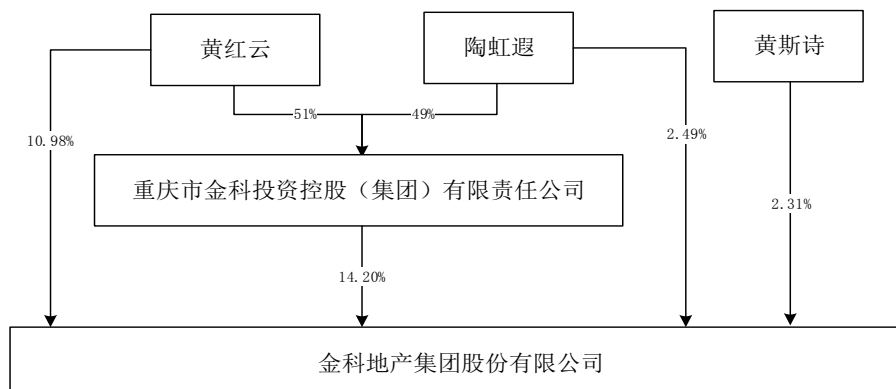 黄红云
陶虹遐
黄斯诗
51%
49%
10.98%
2.49%
重庆市金科投资控股（集团）有限责任公司
2.31%
14.20%
金科地产集团股份有限公司